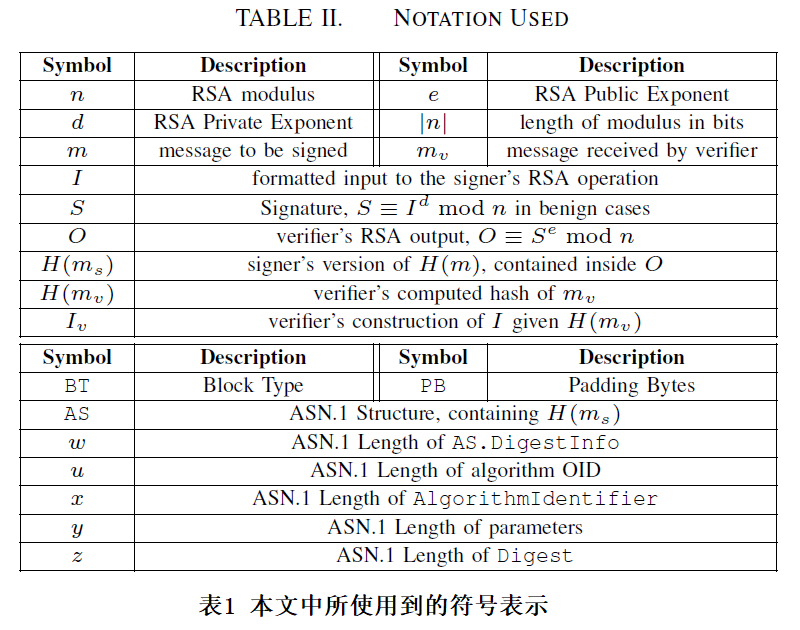 TABLE II. NOTATION USED
Symbol Description Symbol Description
n RSA modulus e RSA Public Exponent
d RSA Private Exponent |n| length of modulus in bits
m message to be signed m_v message received by verifier
I formatted input to the signer's RSA operation
S Signature, S ≡ I^d mod n in benign cases
O verifier's RSA output, O ≡ S^e mod n
H(m_s) signer's version of H(m), contained inside O
H(m_v) verifier's computed hash of m_v
I_v verifier's construction of I given H(m_v)
Symbol Description Symbol Description
BT Block Type PB Padding Bytes
AS ASN.1 Structure, containing H(m_s)
w ASN.1 Length of AS.DigestInfo
u ASN.1 Length of algorithm OID
x ASN.1 Length of AlgorithmIdentifier
y ASN.1 Length of parameters
z ASN.1 Length of Digest
表1 本文中所使用到的符号表示